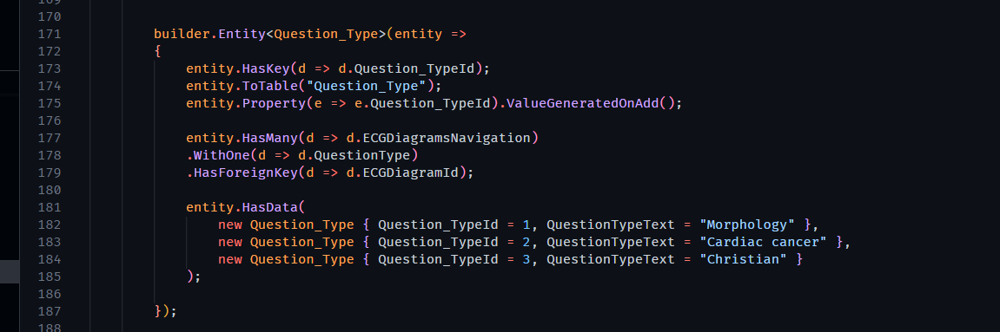 169
170
171 builder.Entity<Question_Type>(entity =>
172 {
173 entity.HasKey(d => d.Question_TypeId);
174 entity.ToTable("Question_Type");
175 entity.Property(e => e.Question_TypeId).ValueGeneratedOnAdd();
176
177 entity.HasMany(d => d.ECGDiagramsNavigation)
178 .WithOne(d => d.QuestionType)
179 .HasForeignKey(d => d.ECGDiagramId);
180
181 entity.HasData(
182 new Question_Type { Question_TypeId = 1, QuestionTypeText = "Morphology" },
183 new Question_Type { Question_TypeId = 2, QuestionTypeText = "Cardiac cancer" },
184 new Question_Type { Question_TypeId = 3, QuestionTypeText = "Christian" }
185 );
186
187 });
188